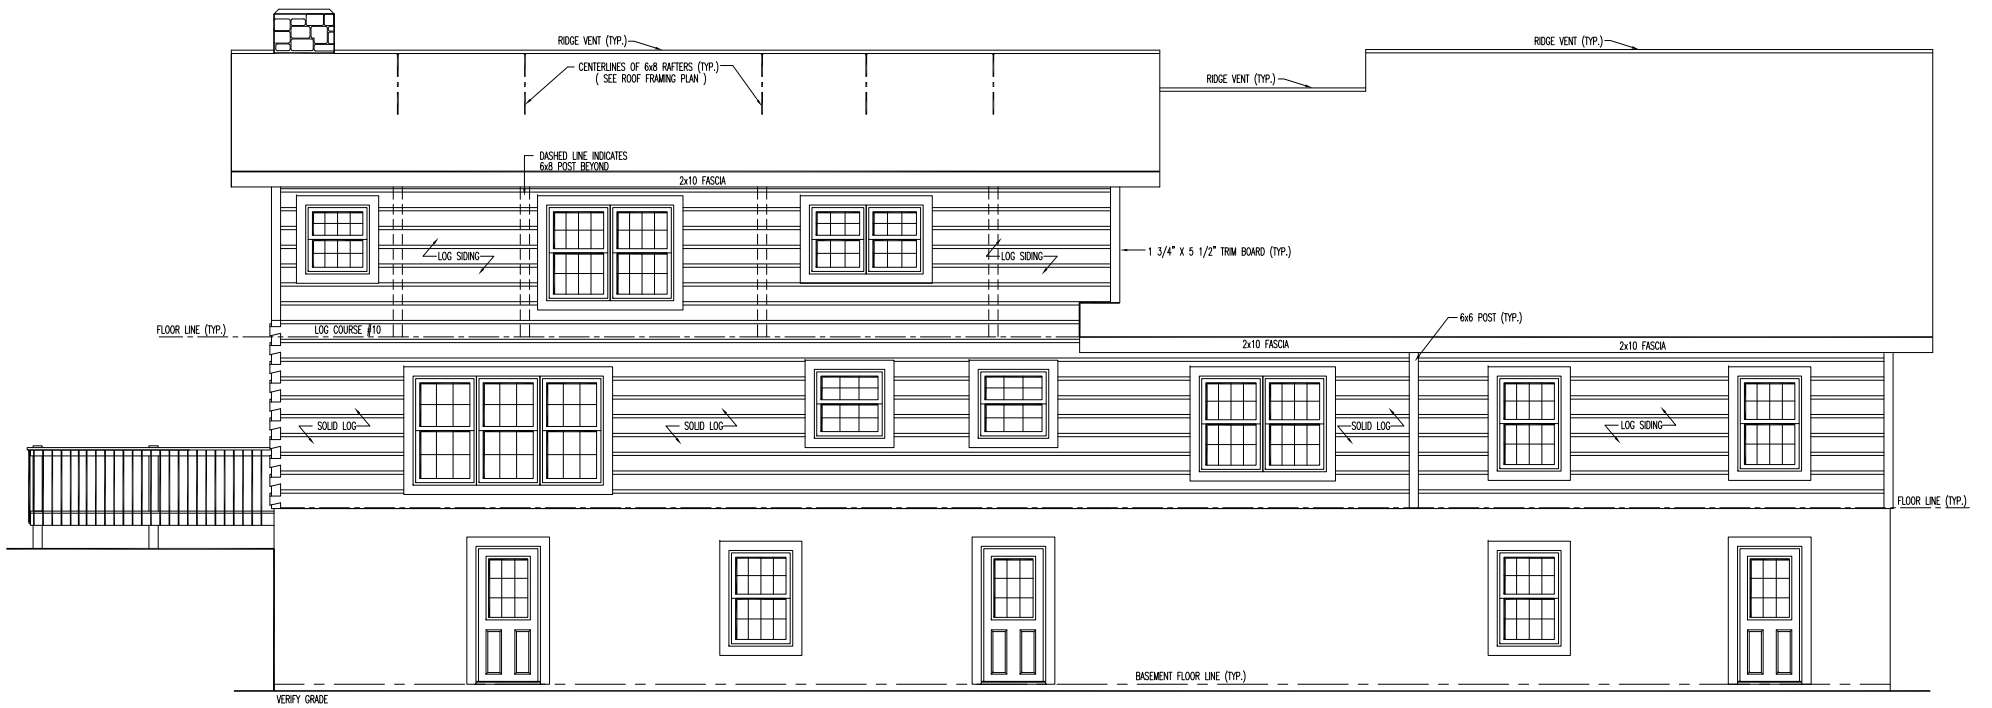 RIDGE VENT (TYP.)
RIDGE VENT (TYP.)
CENTERLINES OF 6x8 RAFTERS (TYP.)
( SEE ROOF FRAMING PLAN )
RIDGE VENT (TYP.)
DASHED LINE INDICATES
6x8 POST BEYOND
2x10 FASCIA
LOG SIDING
LOG SIDING
1 3/4" X 5 1/2" TRIM BOARD (TYP.)
6x6 POST (TYP.)
FLOOR LINE (TYP.)
LOG COURSE #10
2x10 FASCIA
2x10 FASCIA
SOLID LOG
SOLID LOG
SOLID LOG
LOG SIDING
FLOOR LINE (TYP.)
BASEMENT FLOOR LINE (TYP.)
VERIFY GRADE